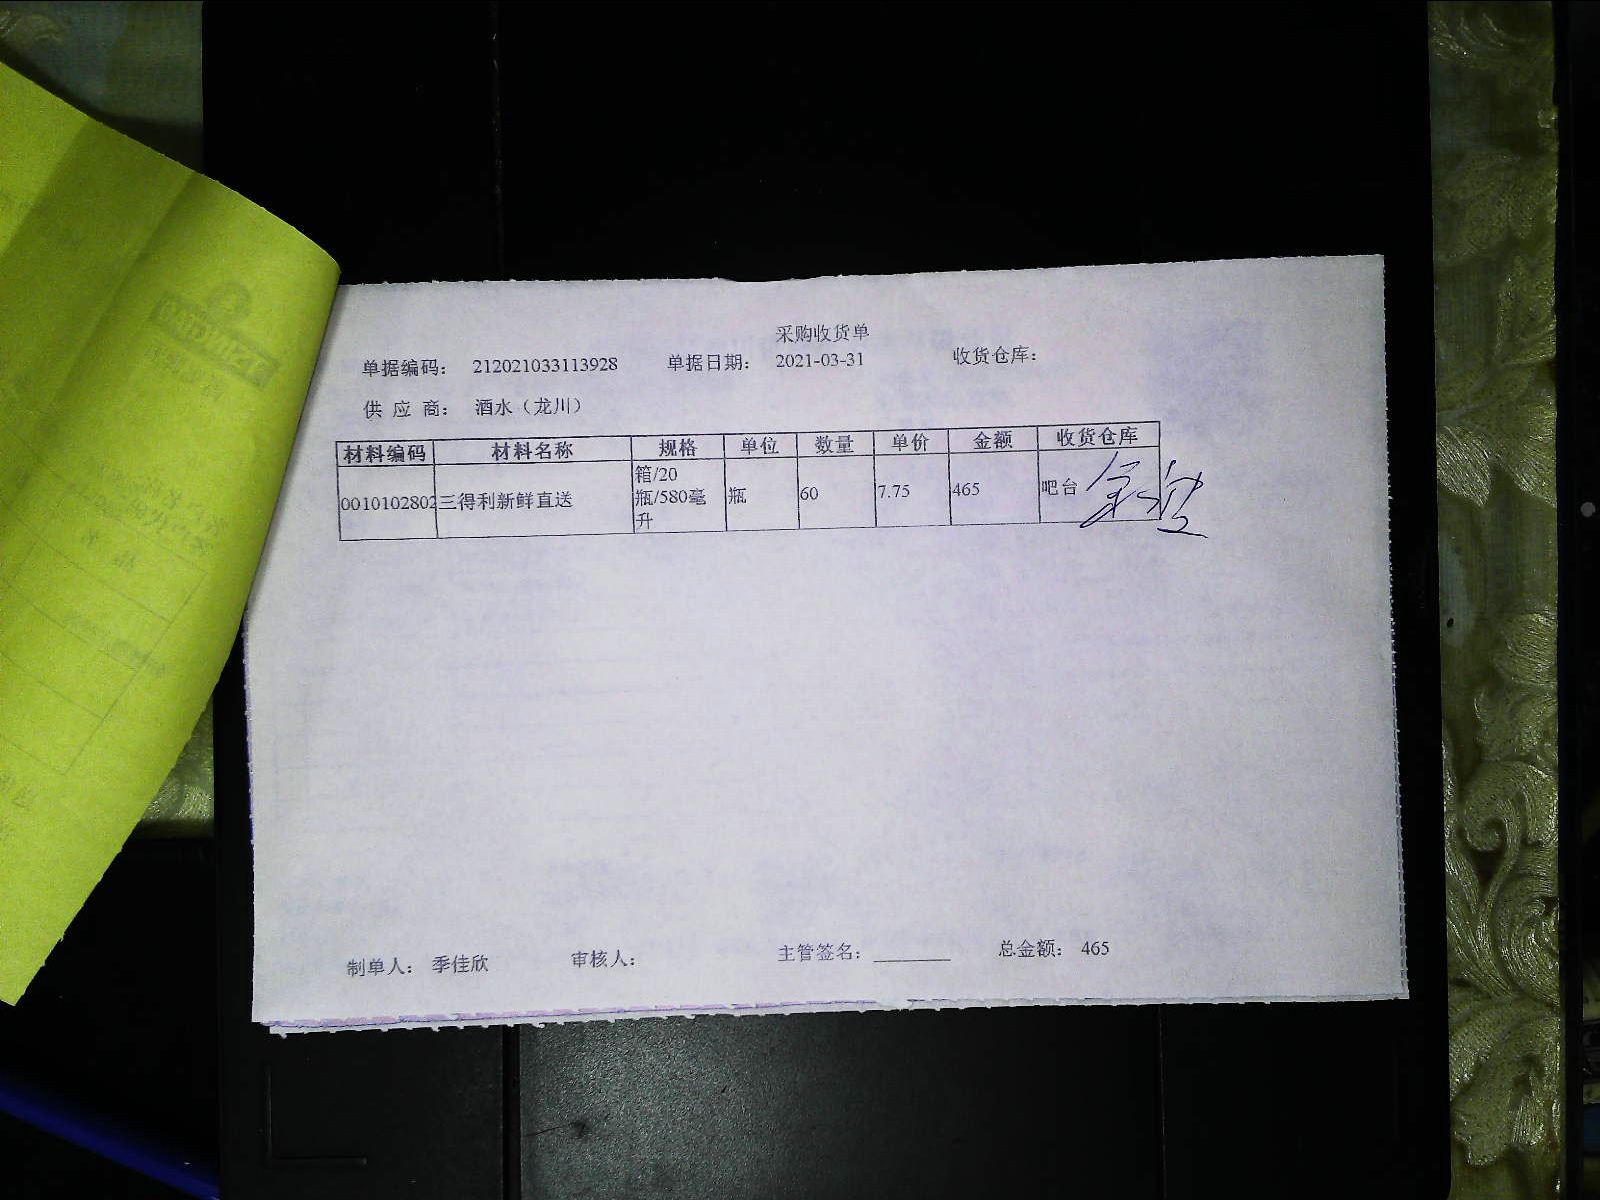 采购收货单
单据编码： 212021033113928 单据日期： 2021-03-31 收货仓库：
供 应 商： 酒水（龙川）
材料编码 材料名称 规格 单位 数量 单价 金额 收货仓库
0010102802 三得利新鲜直送 箱/20瓶/580毫升 瓶 60 7.75 465 吧台
制单人： 季佳欣 审核人： 主管签名：________ 总金额： 465